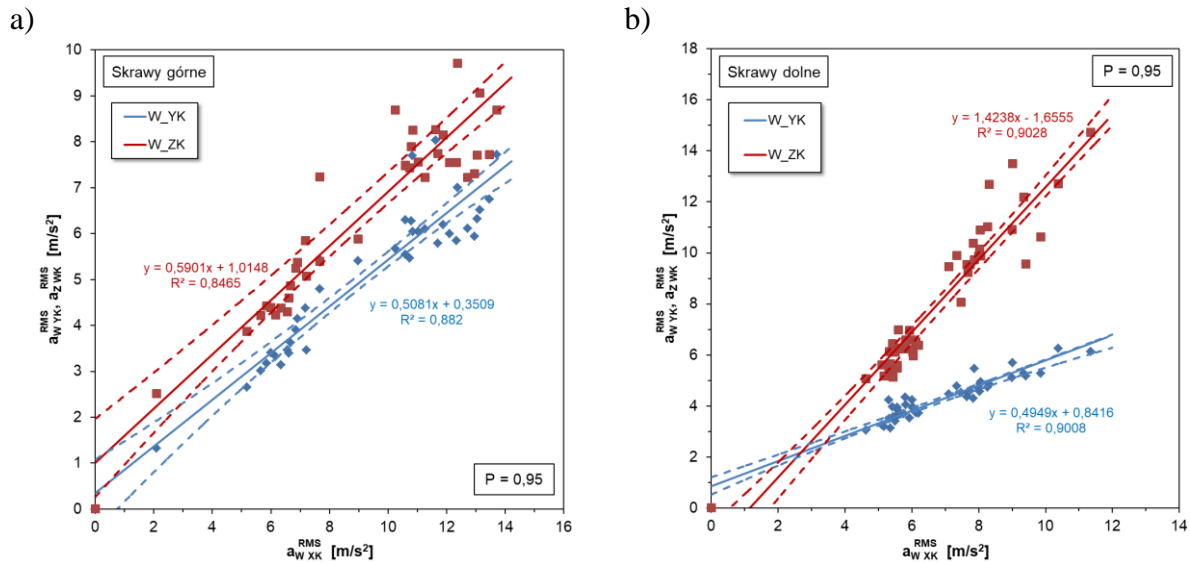 a)
10
9
8
7
6
5
4
3
2
1
0
Skrawy górne
W_YK
W_ZK
y = 0,5901x + 1,0148
R² = 0,8465
y = 0,5081x + 0,3509
R² = 0,882
P = 0,95
0 2 4 6 8 10 12 14 16
a_W YK^RMS, a_Z WK^RMS [m/s²]
a_W XK^RMS [m/s²]
b)
18
16
14
12
10
8
6
4
2
0
Skrawy dolne
P = 0,95
W_YK
W_ZK
y = 1,4238x - 1,6555
R² = 0,9028
y = 0,4949x + 0,8416
R² = 0,9008
0 2 4 6 8 10 12 14
a_W YK^RMS, a_Z WK^RMS [m/s²]
a_W XK^RMS [m/s²]